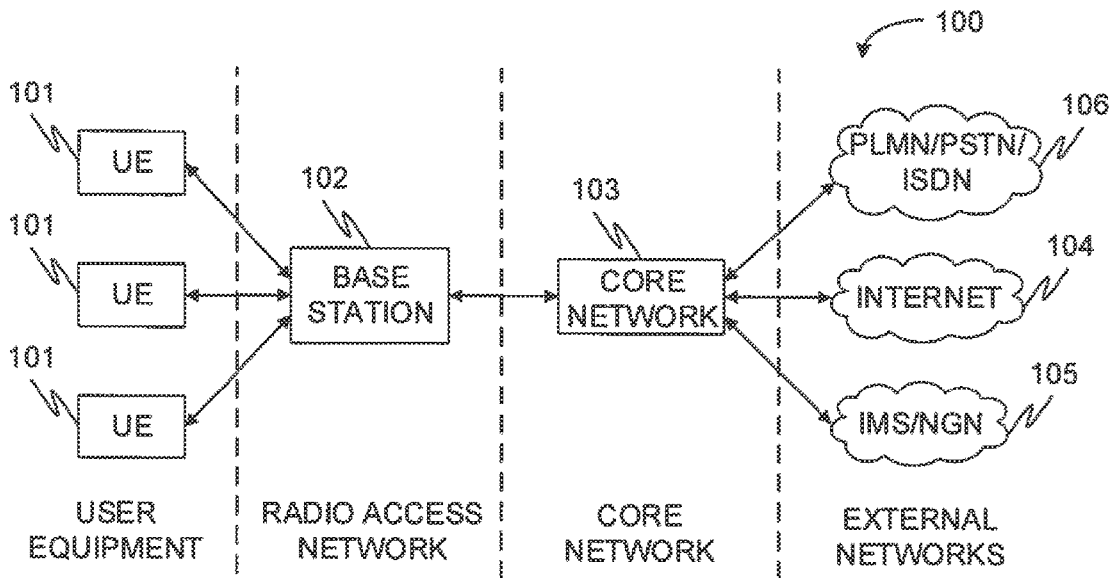 100
101
UE
102
BASE
STATION
103
CORE
NETWORK
PLMN/PSTN/
ISDN
106
101
UE
INTERNET
104
101
UE
IMS/NGN
105
USER
EQUIPMENT
RADIO ACCESS
NETWORK
CORE
NETWORK
EXTERNAL
NETWORKS